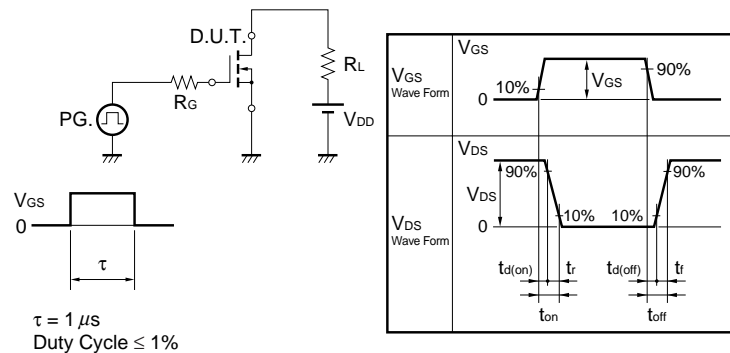 D.U.T.
RL
RG
PG.
VDD
VGS
0
τ
τ = 1 μs
Duty Cycle ≤ 1%
VGS
Wave Form
VGS
10%
VGS
90%
0
VDS
Wave Form
VDS
90%
VDS
10%
10%
90%
0
td(on)
tr
td(off)
tf
ton
toff